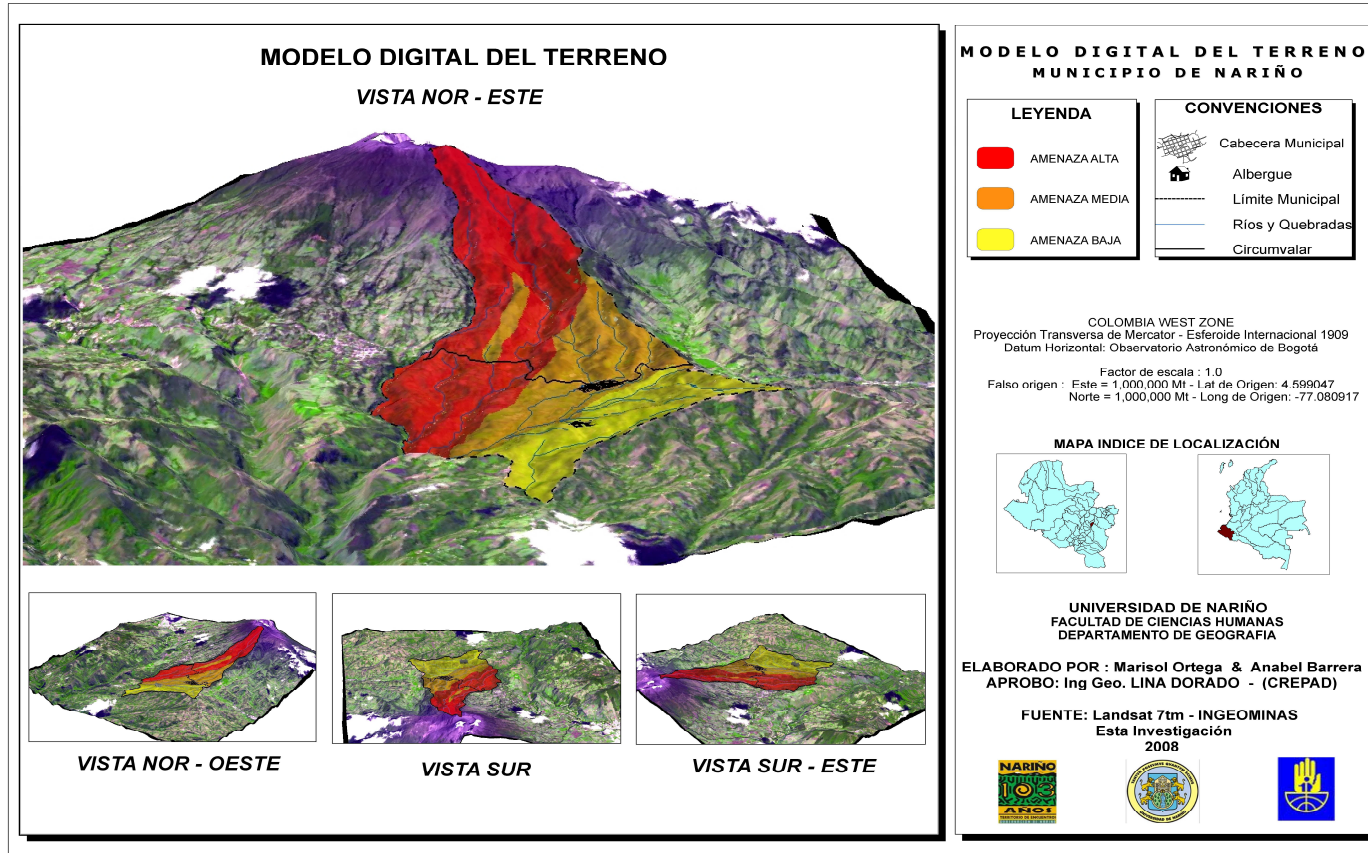 MODELO DIGITAL DEL TERRENO
VISTA NOR - ESTE
VISTA NOR - OESTE
VISTA SUR
VISTA SUR - ESTE
MODELO DIGITAL DEL TERRENO
MUNICIPIO DE NARIÑO
LEYENDA
AMENAZA ALTA
AMENAZA MEDIA
AMENAZA BAJA
CONVENCIONES
Cabecera Municipal
Albergue
Límite Municipal
Ríos y Quebradas
Circumvalar
COLOMBIA WEST ZONE
Proyección Transversa de Mercator - Esferoide Internacional 1909
Datum Horizontal: Observatorio Astronómico de Bogotá
Factor de escala : 1.0
Falso origen : Este = 1,000,000 Mt - Lat de Origen: 4.599047
Norte = 1,000,000 Mt - Long de Origen: -77.080917
MAPA INDICE DE LOCALIZACIÓN
UNIVERSIDAD DE NARIÑO
FACULTAD DE CIENCIAS HUMANAS
DEPARTAMENTO DE GEOGRAFIA
ELABORADO POR : Marisol Ortega & Anabel Barrera
APROBO: Ing Geo. LINA DORADO - (CREPAD)
FUENTE: Landsat 7tm - INGEOMINAS
Esta Investigación
2008
NARIÑO
103
AÑOS